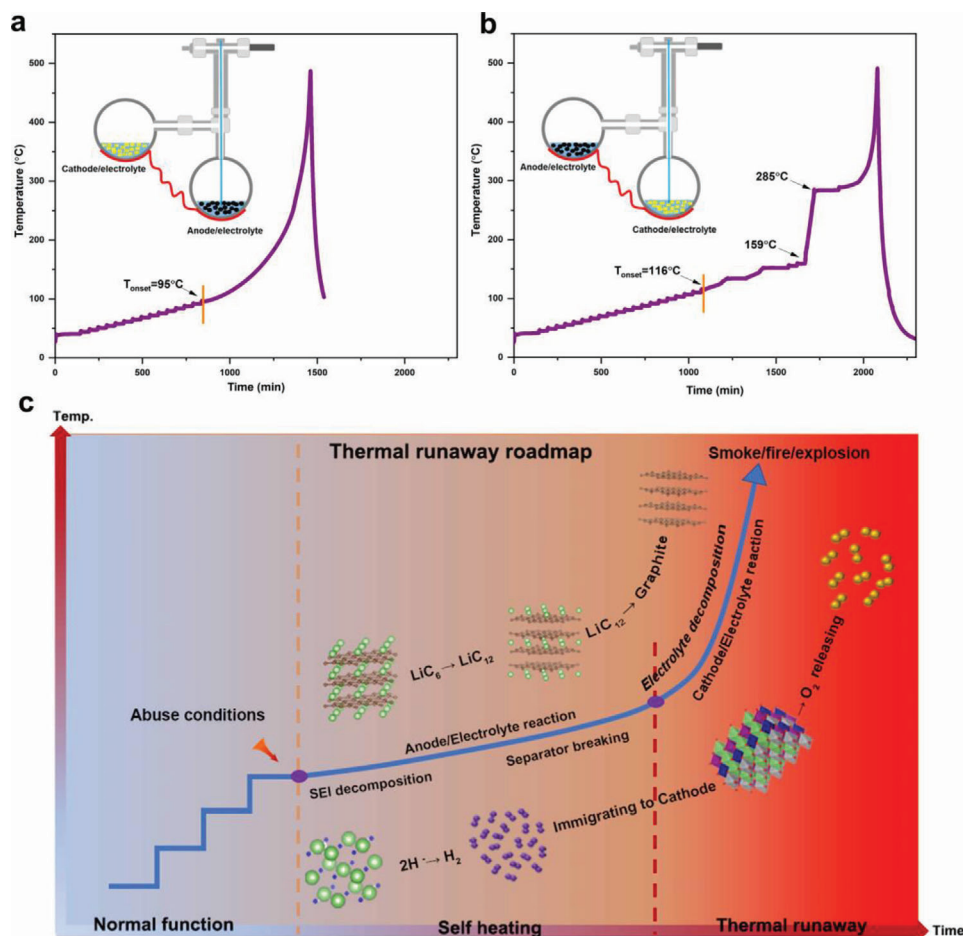 a
500
400
300
200
100
0
Temperature (°C)
0
500
1000
1500
2000
Time (min)
Cathode/electrolyte
Anode/electrolyte
Tonset=95°C
b
500
400
300
200
100
0
Temperature (°C)
0
500
1000
1500
2000
Time (min)
Anode/electrolyte
Cathode/electrolyte
285°C
159°C
Tonset=116°C
c
Temp.
Thermal runaway roadmap
Smoke/fire/explosion
LiC6→LiC12
LiC12→Graphite
Electrolyte decomposition
Cathode/Electrolyte reaction
→O2 releasing
Abuse conditions
Anode/Electrolyte reaction
SEI decomposition
Separator breaking
2H-→H2
Immigrating to Cathode
Normal function
Self heating
Thermal runaway
Time